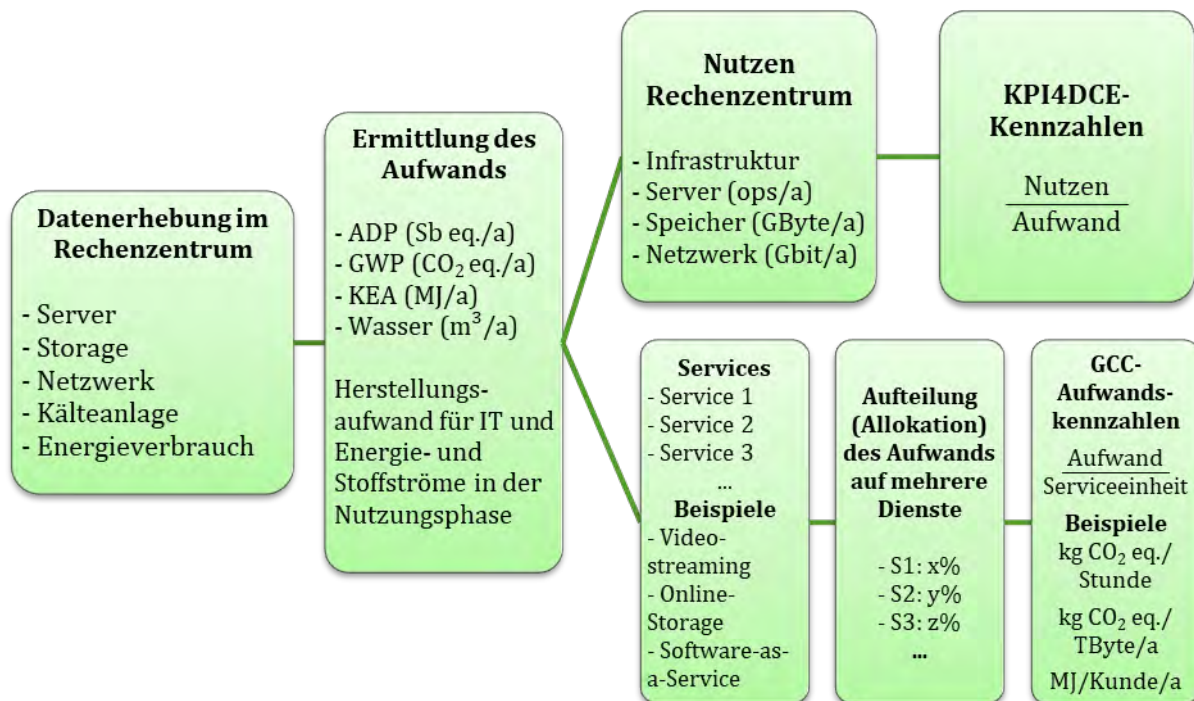 Datenerhebung im
Rechenzentrum
- Server
- Storage
- Netzwerk
- Kälteanlage
- Energieverbrauch
Ermittlung des
Aufwands
- ADP (Sb eq./a)
- GWP (CO₂ eq./a)
- KEA (MJ/a)
- Wasser (m³/a)
Herstellungs-
aufwand für IT und
Energie- und
Stoffströme in der
Nutzungsphase
Nutzen
Rechenzentrum
- Infrastruktur
- Server (ops/a)
- Speicher (GByte/a)
- Netzwerk (Gbit/a)
KPI4DCE-
Kennzahlen
Nutzen
Aufwand
Services
- Service 1
- Service 2
- Service 3
...
Beispiele
- Video-
streaming
- Online-
Storage
- Software-as-
a-Service
Aufteilung
(Allokation)
des Aufwands
auf mehrere
Dienste
- S1: x%
- S2: y%
- S3: z%
...
GCC-
Aufwands-
kennzahlen
Aufwand
Serviceeinheit
Beispiele
kg CO₂ eq./
Stunde
kg CO₂ eq./
TByte/a
MJ/Kunde/a